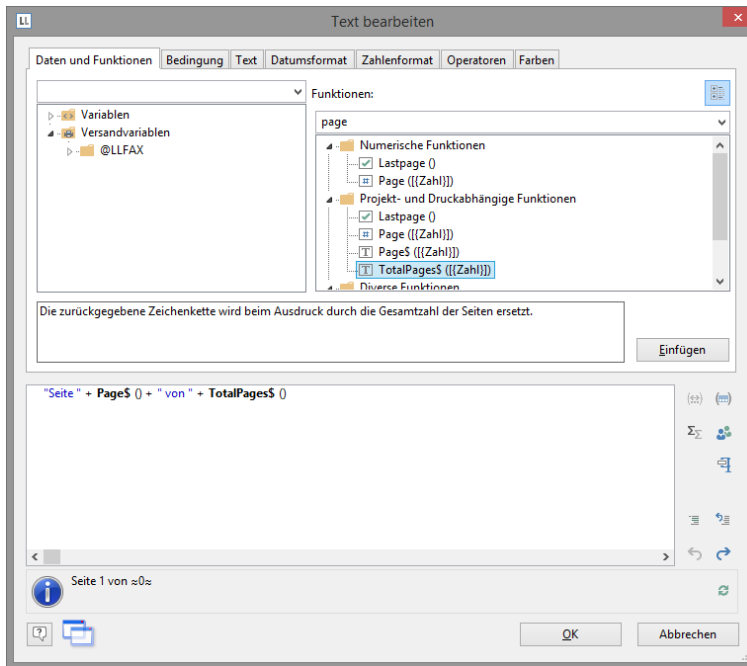 LL
Text bearbeiten
Daten und Funktionen Bedingung Text Datumsformat Zahlenformat Operatoren Farben
Funktionen:
Variablen
Versandvariablen
@LLFAX
page
Numerische Funktionen
Lastpage ()
Page ([{Zahl}])
Projekt- und Druckabhängige Funktionen
Lastpage ()
Page ([{Zahl}])
Page$ ([{Zahl}])
TotalPages$ ([{Zahl}])
Diverse Funktionen
Die zurückgegebene Zeichenkette wird beim Ausdruck durch die Gesamtzahl der Seiten ersetzt.
Einfügen
"Seite " + Page$ () + " von " + TotalPages$ ()
Seite 1 von ≈0≈
OK
Abbrechen